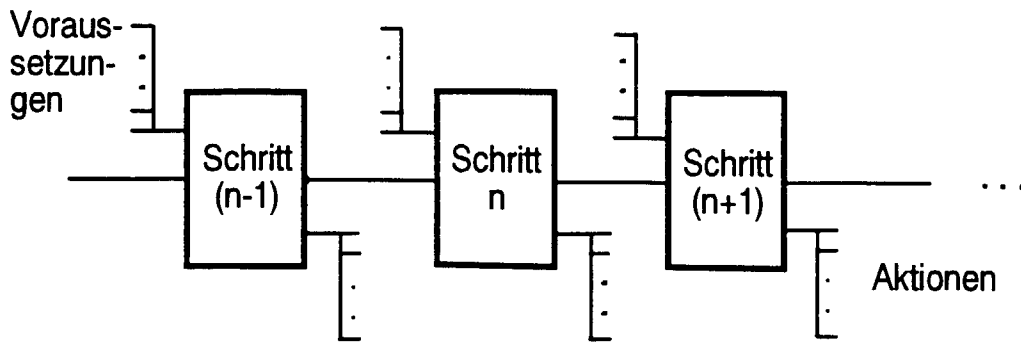 Voraus-
setzun-
gen
Schritt
(n-1)
Schritt
n
Schritt
(n+1)
. . .
Aktionen